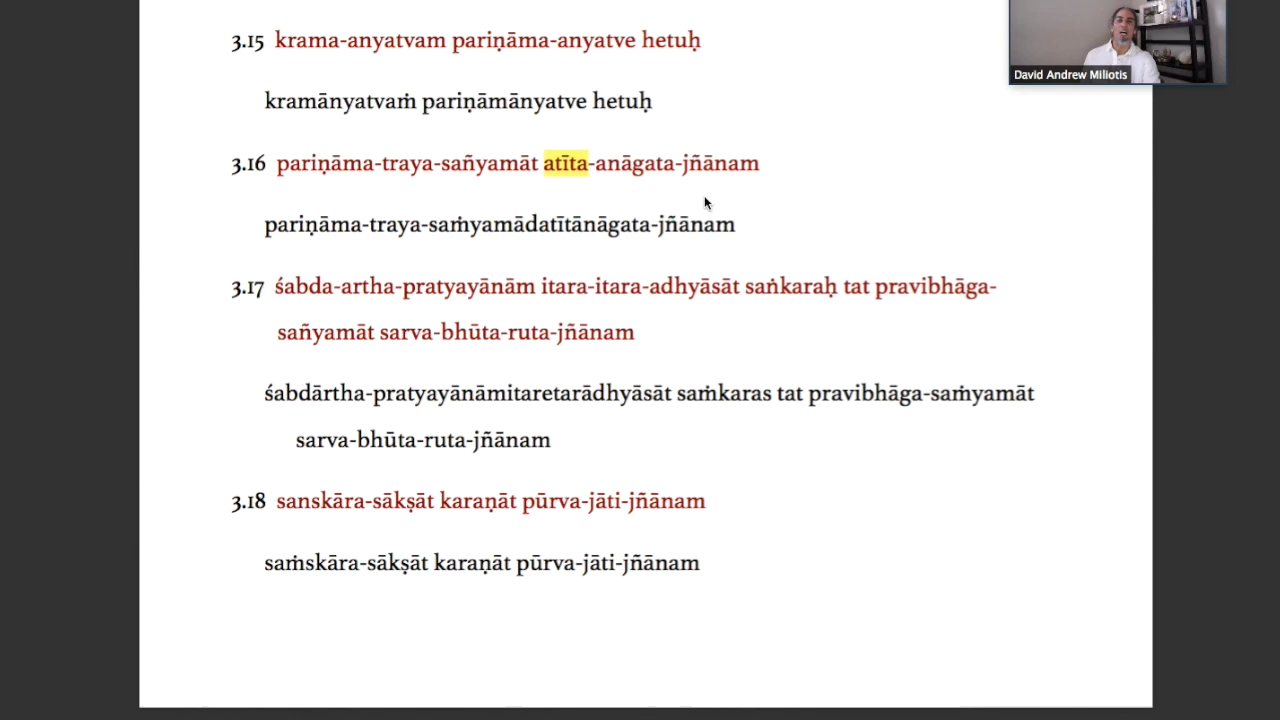 David Andrew Miliotis
3.15 krama-anyatvam pariṇāma-anyatve hetuḥ
kramānyatvaṁ pariṇāmānyatve hetuḥ
3.16 pariṇāma-traya-sañyamāt atīta-anāgata-jñānam
pariṇāma-traya-saṁyamādatītānāgata-jñānam
3.17 śabda-artha-pratyayānām itara-itara-adhyāsāt saṅkaraḥ tat pravibhāga-
sañyamāt sarva-bhūta-ruta-jñānam
śabdārtha-pratyayānāmitaretarādhyāsāt saṁkaras tat pravibhāga-saṁyamāt
sarva-bhūta-ruta-jñānam
3.18 sanskāra-sākṣāt karaṇāt pūrva-jāti-jñānam
saṁskāra-sākṣāt karaṇāt pūrva-jāti-jñānam